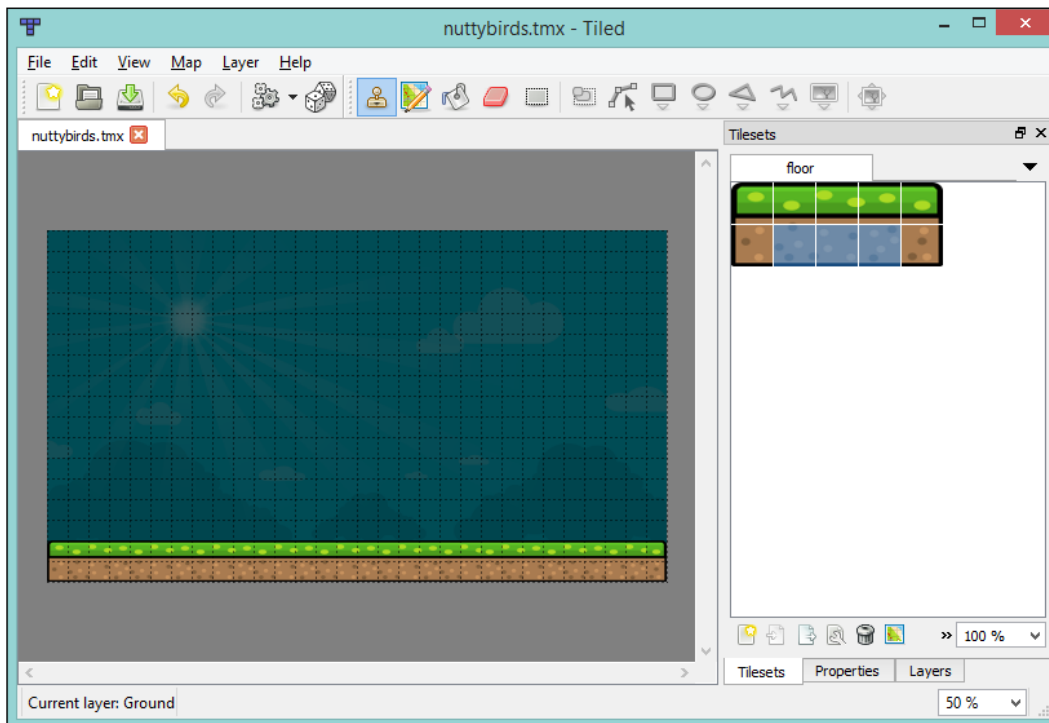 nuttybirds.tmx - Tiled
File Edit View Map Layer Help
nuttybirds.tmx
Tilesets
floor
» 100 %
Tilesets Properties Layers
Current layer: Ground
50 %